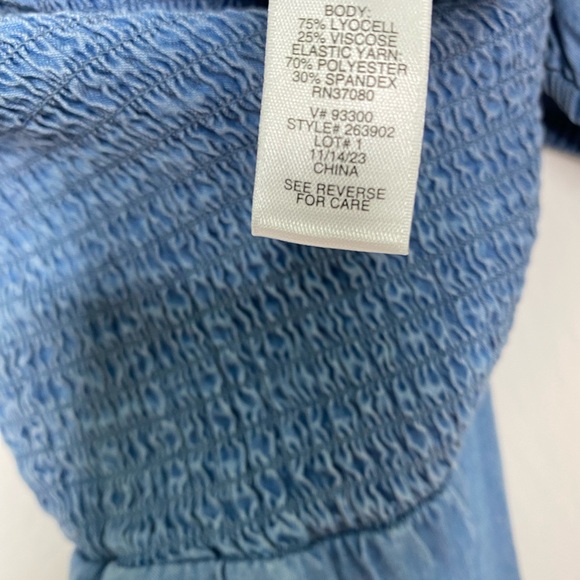 BODY:
75% LYOCELL
25% VISCOSE
ELASTIC YARN:
70% POLYESTER
30% SPANDEX
RN37080
V# 93300
STYLE# 263902
LOT# 1
11/14/23
CHINA
SEE REVERSE
FOR CARE